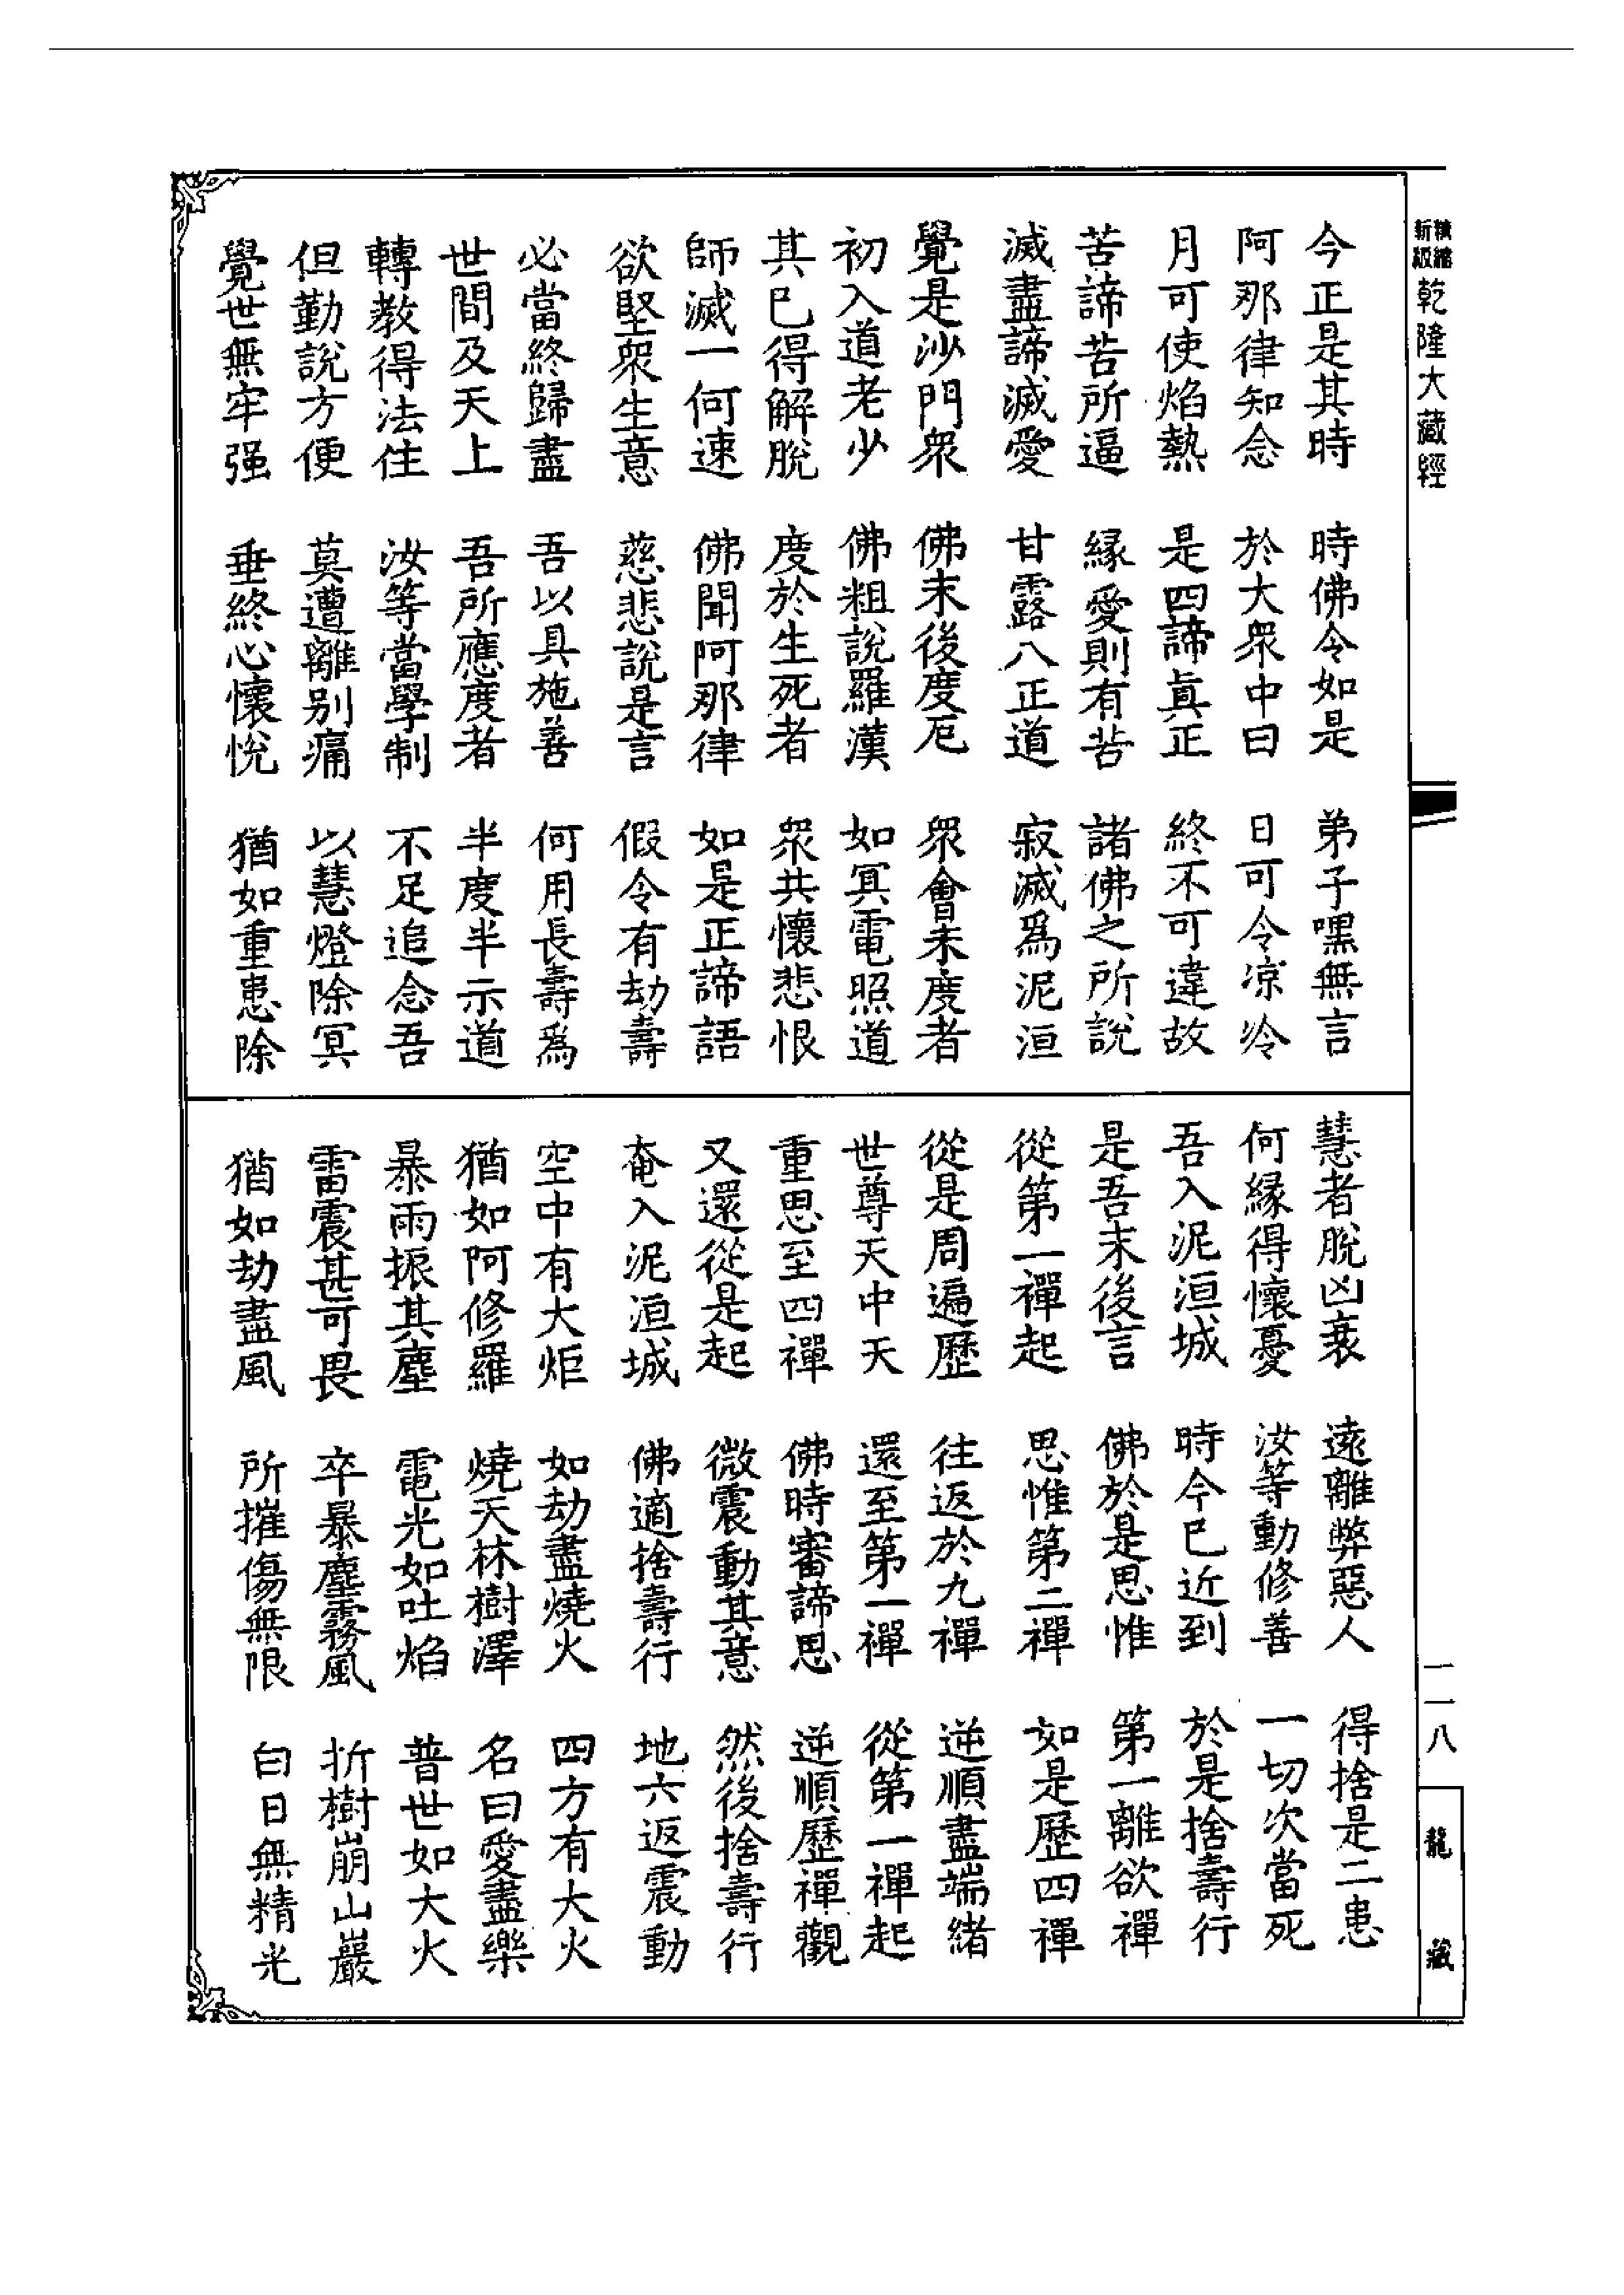 今正是其時　時佛令如是　弟子嘿無言
阿那律知念　於大衆中曰　日可令凉冷
月可使焰熱　是四諦眞正　終不可違故
苦諦苦所逼　緣愛則有苦　諸佛之所說
滅盡諦滅愛　甘露八正道　寂滅爲泥洹
覺是沙門衆　佛末後度厄　衆會未度者
初入道老少　佛粗說羅漢　如冥電照道
其已得解脫　度於生死者　衆共懷悲恨
師滅一何速　佛聞阿那律　如是正諦語
欲堅衆生意　慈悲說是言　假令有劫壽
必當終歸盡　吾以具施善　何用長壽爲
世間及天上　吾所應度者　半度半示道
轉教得法住　汝等當學制　不足追念吾
但勤說方便　莫遭離別痛　以慧燈除冥
覺世無牢强　垂終心懷悅　猶如重患除
慧者脫凶衰　遠離弊惡人　得捨是二患
何緣得懷憂　汝等勤修善　一切次當死
吾入泥洹城　時今已近到　於是捨壽行
是吾末後言　佛於是思惟　第一離欲禪
從第一禪起　思惟第二禪　如是歷四禪
從是周遍歷　往返於九禪　逆順盡端緒
世尊天中天　還至第一禪　從第一禪起
重思至四禪　佛時審諦思　逆順歷禪觀
又還從是起　微震動其意　然後捨壽行
奄入泥洹城　佛適捨壽行　地六返震動
空中有大炬　如劫盡燒火　四方有大火
猶如阿修羅　燒天林樹澤　名曰愛盡樂
暴雨振其塵　電光如吐焰　普世如大火
雷震甚可畏　卒暴塵霧風　折樹崩山巖
猶如劫盡風　所摧傷無限　白日無精光
精縮新版乾隆大藏經
一一八
龍藏